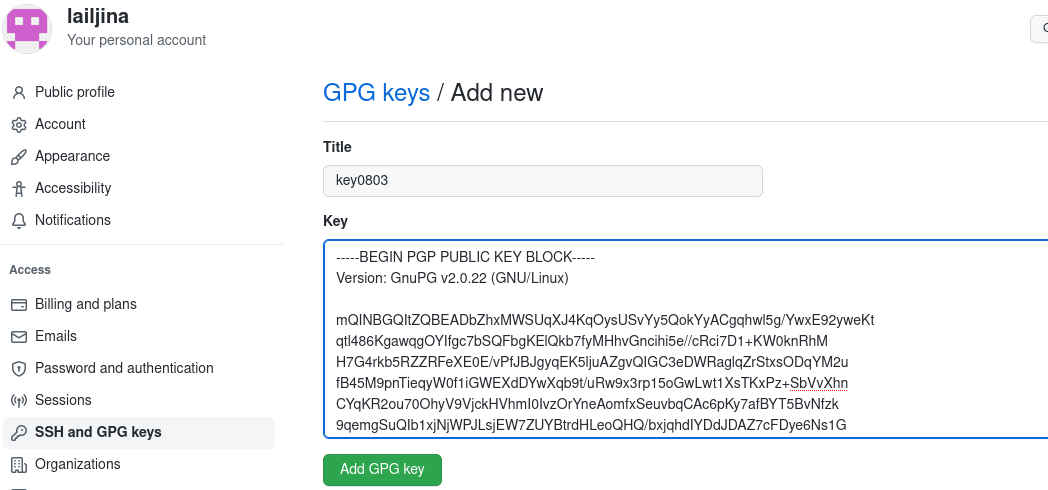 lailjina
Your personal account
Public profile
Account
Appearance
Accessibility
Notifications
Access
Billing and plans
Emails
Password and authentication
Sessions
SSH and GPG keys
Organizations
GPG keys / Add new
Title
key0803
Key
-----BEGIN PGP PUBLIC KEY BLOCK-----
Version: GnuPG v2.0.22 (GNU/Linux)
mQINBGQItZQBEADbZhxMWSUqXJ4KqOysUSvYy5QokYyACgqhwl5g/YwxE92yweKt
qtl486KgawqgOYIfgc7bSQFbgKElQkb7fyMHhvGncihi5e//cRci7D1+KW0knRhM
H7G4rkb5RZZRFeXE0E/vPfJBJgyqEK5ljuAZgvQIGC3eDWRaglqZrStxsODqYM2u
fB45M9pnTieqyW0f1iGWEXdDYwXqb9t/uRw9x3rp15oGwLwt1XsTKxPz+SbVvXhn
CYqKR2ou70OhyV9VjckHVhmI0IvzOrYneAomfxSeuvbqCAc6pKy7afBYT5BvNfzk
9qemgSuQIb1xjNjWPJLsjEW7ZUYBtrdHLeoQHQ/bxjqhdIYDdJDAZ7cFDye6Ns1G
Add GPG key